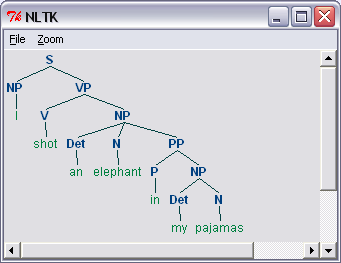 NLTK
File Zoom
S
NP VP
I V NP
shot Det N PP
an elephant P NP
in Det N
my pajamas